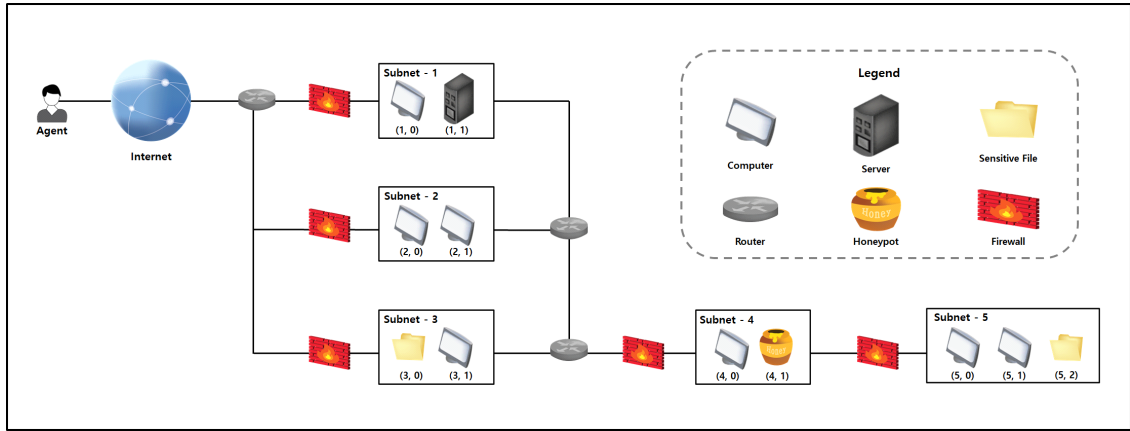 Agent
Internet
Subnet - 1
(1, 0)
(1, 1)
Subnet - 2
(2, 0)
(2, 1)
Subnet - 3
(3, 0)
(3, 1)
Subnet - 4
(4, 0)
(4, 1)
Subnet - 5
(5, 0)
(5, 1)
(5, 2)
Legend
Computer
Server
Sensitive File
Router
Honey
Honeypot
Firewall